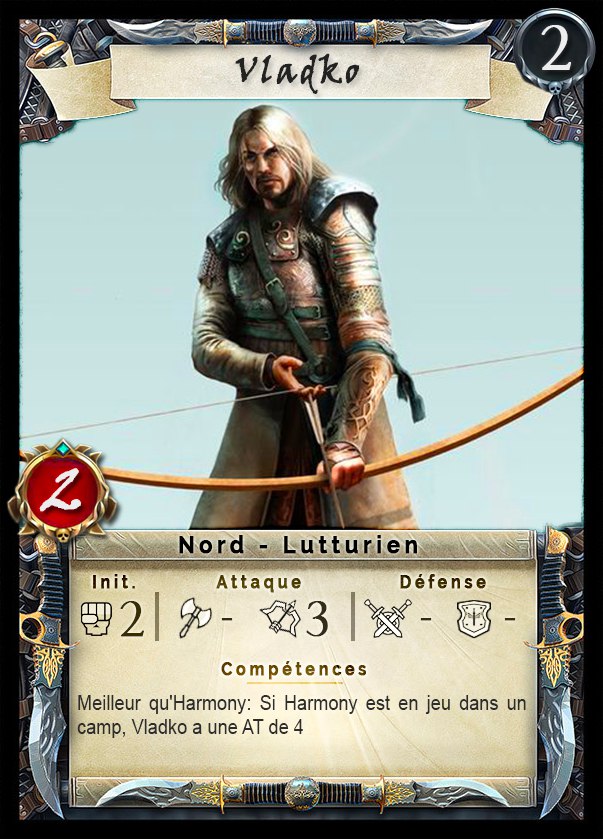 Vladko
2
2
Nord - Lutturien
Init. Attaque Défense
2 - 3 - -
Compétences
Meilleur qu'Harmony: Si Harmony est en jeu dans un
camp, Vladko a une AT de 4